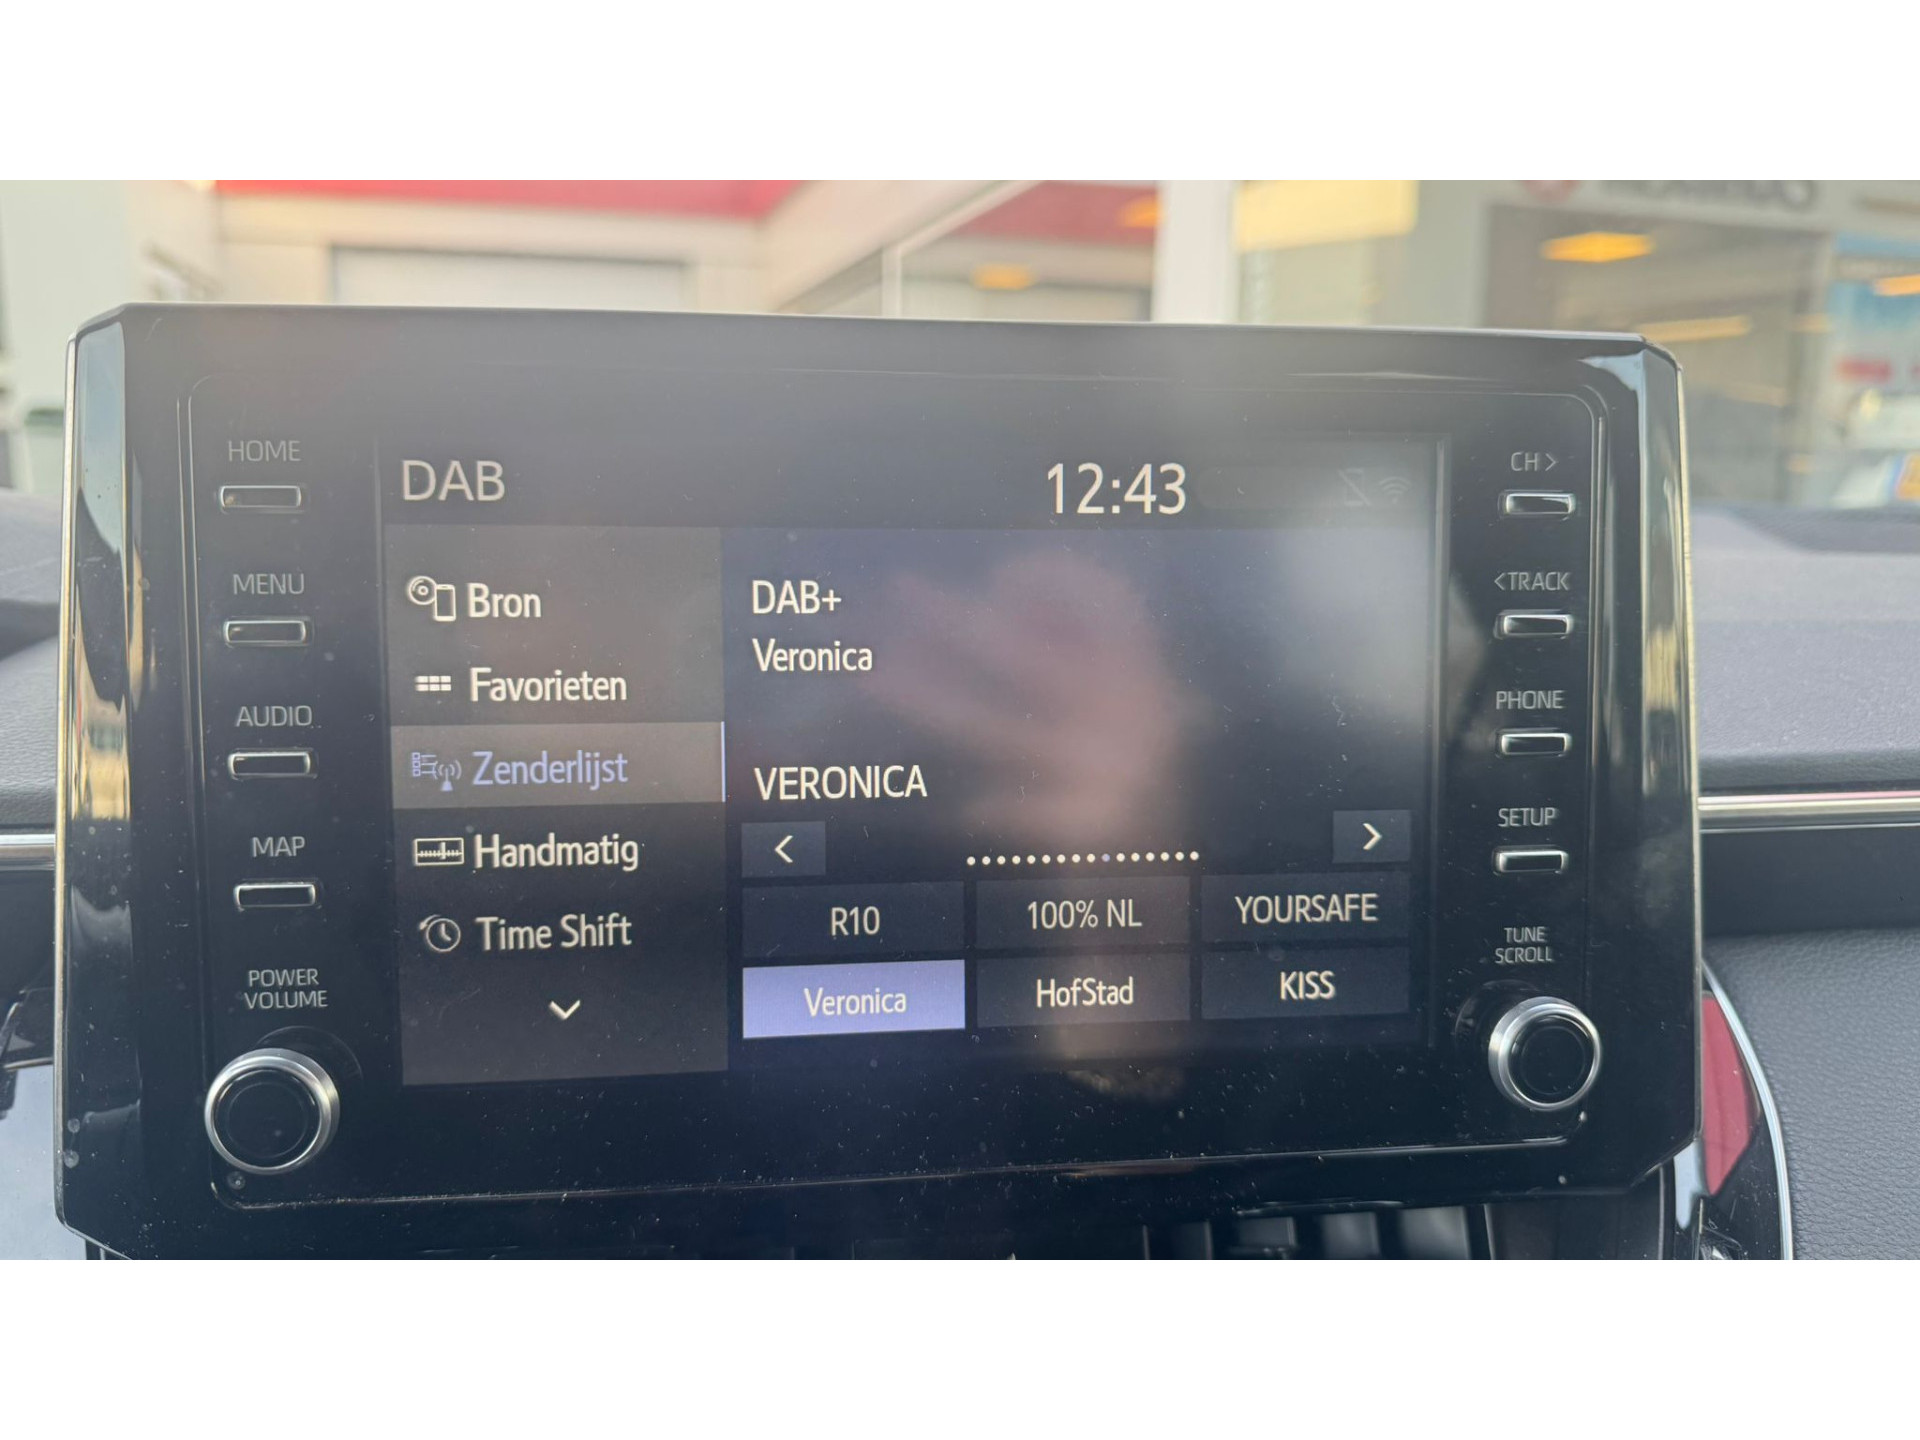 HOME
MENU
AUDIO
MAP
POWER
VOLUME
DAB
12:43
Bron
Favorieten
Zenderlijst
Handmatig
Time Shift
DAB+
Veronica
VERONICA
<
>
R10
100% NL
YOURSAFE
Veronica
HofStad
KISS
CH>
<TRACK
PHONE
SETUP
TUNE
SCROLL